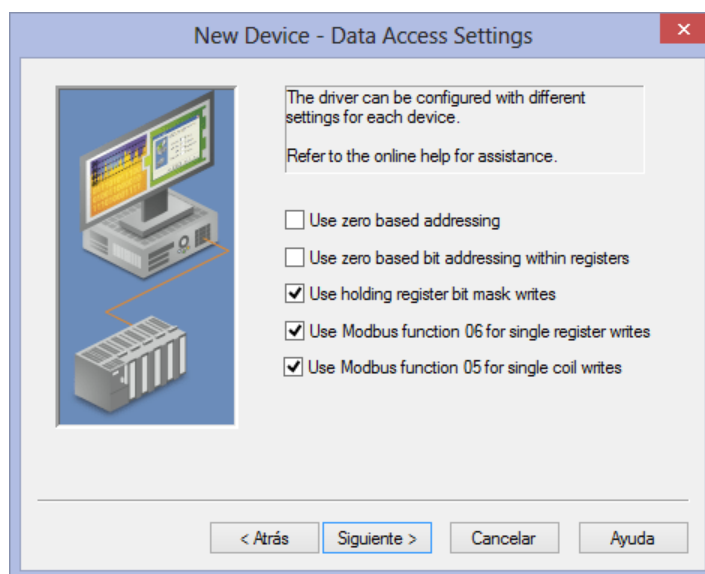 New Device - Data Access Settings
The driver can be configured with different
settings for each device.
Refer to the online help for assistance.
Use zero based addressing
Use zero based bit addressing within registers
Use holding register bit mask writes
Use Modbus function 06 for single register writes
Use Modbus function 05 for single coil writes
< Atrás
Siguiente >
Cancelar
Ayuda